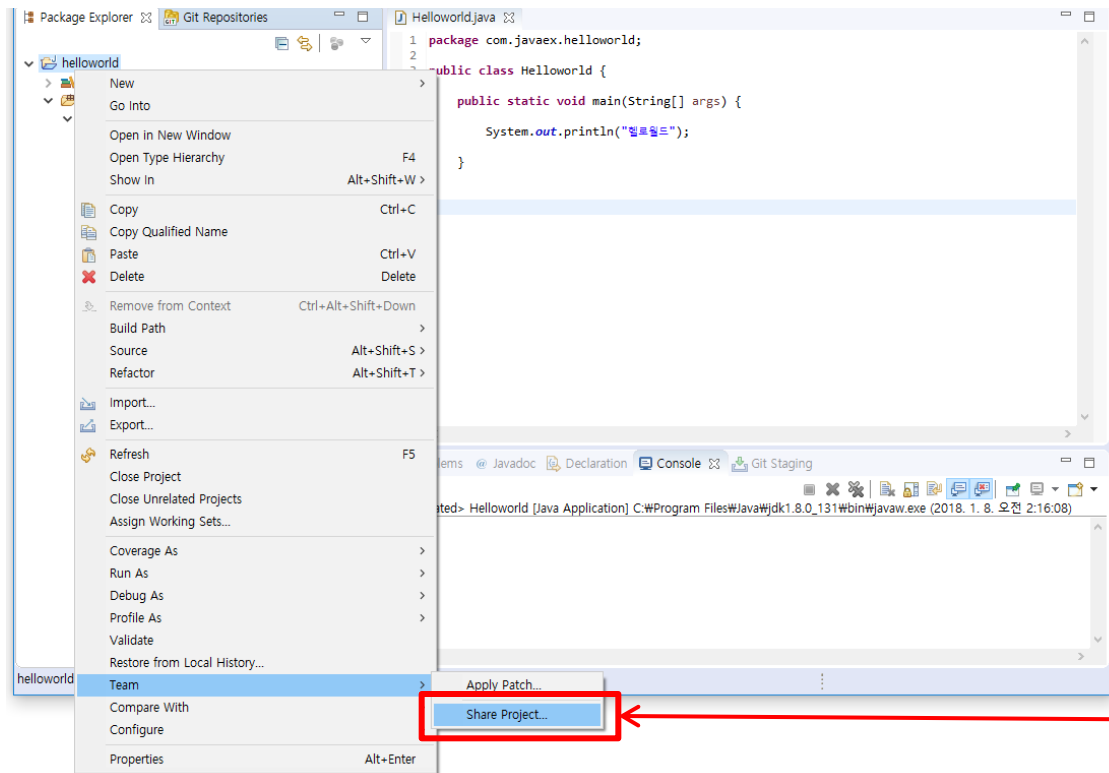 Package Explorer
Git Repositories
helloworld
New
Go Into
Open in New Window
Open Type Hierarchy F4
Show In Alt+Shift+W >
Copy Ctrl+C
Copy Qualified Name
Paste Ctrl+V
Delete Delete
Remove from Context Ctrl+Alt+Shift+Down
Build Path >
Source Alt+Shift+S >
Refactor Alt+Shift+T >
Import...
Export...
Refresh F5
Close Project
Close Unrelated Projects
Assign Working Sets...
Coverage As >
Run As >
Debug As >
Profile As >
Validate
Restore from Local History...
Team >
Compare With
Configure
Properties Alt+Enter
Apply Patch...
Share Project...
helloworld
Helloworld.java
1 package com.javaex.helloworld;
2
public class Helloworld {
public static void main(String[] args) {
System.out.println("헬로월드");
}
lems @ Javadoc Declaration Console Git Staging
ated> Helloworld [Java Application] C:₩Program Files₩Java₩jdk1.8.0_131₩bin₩javaw.exe (2018. 1. 8. 오전 2:16:08)